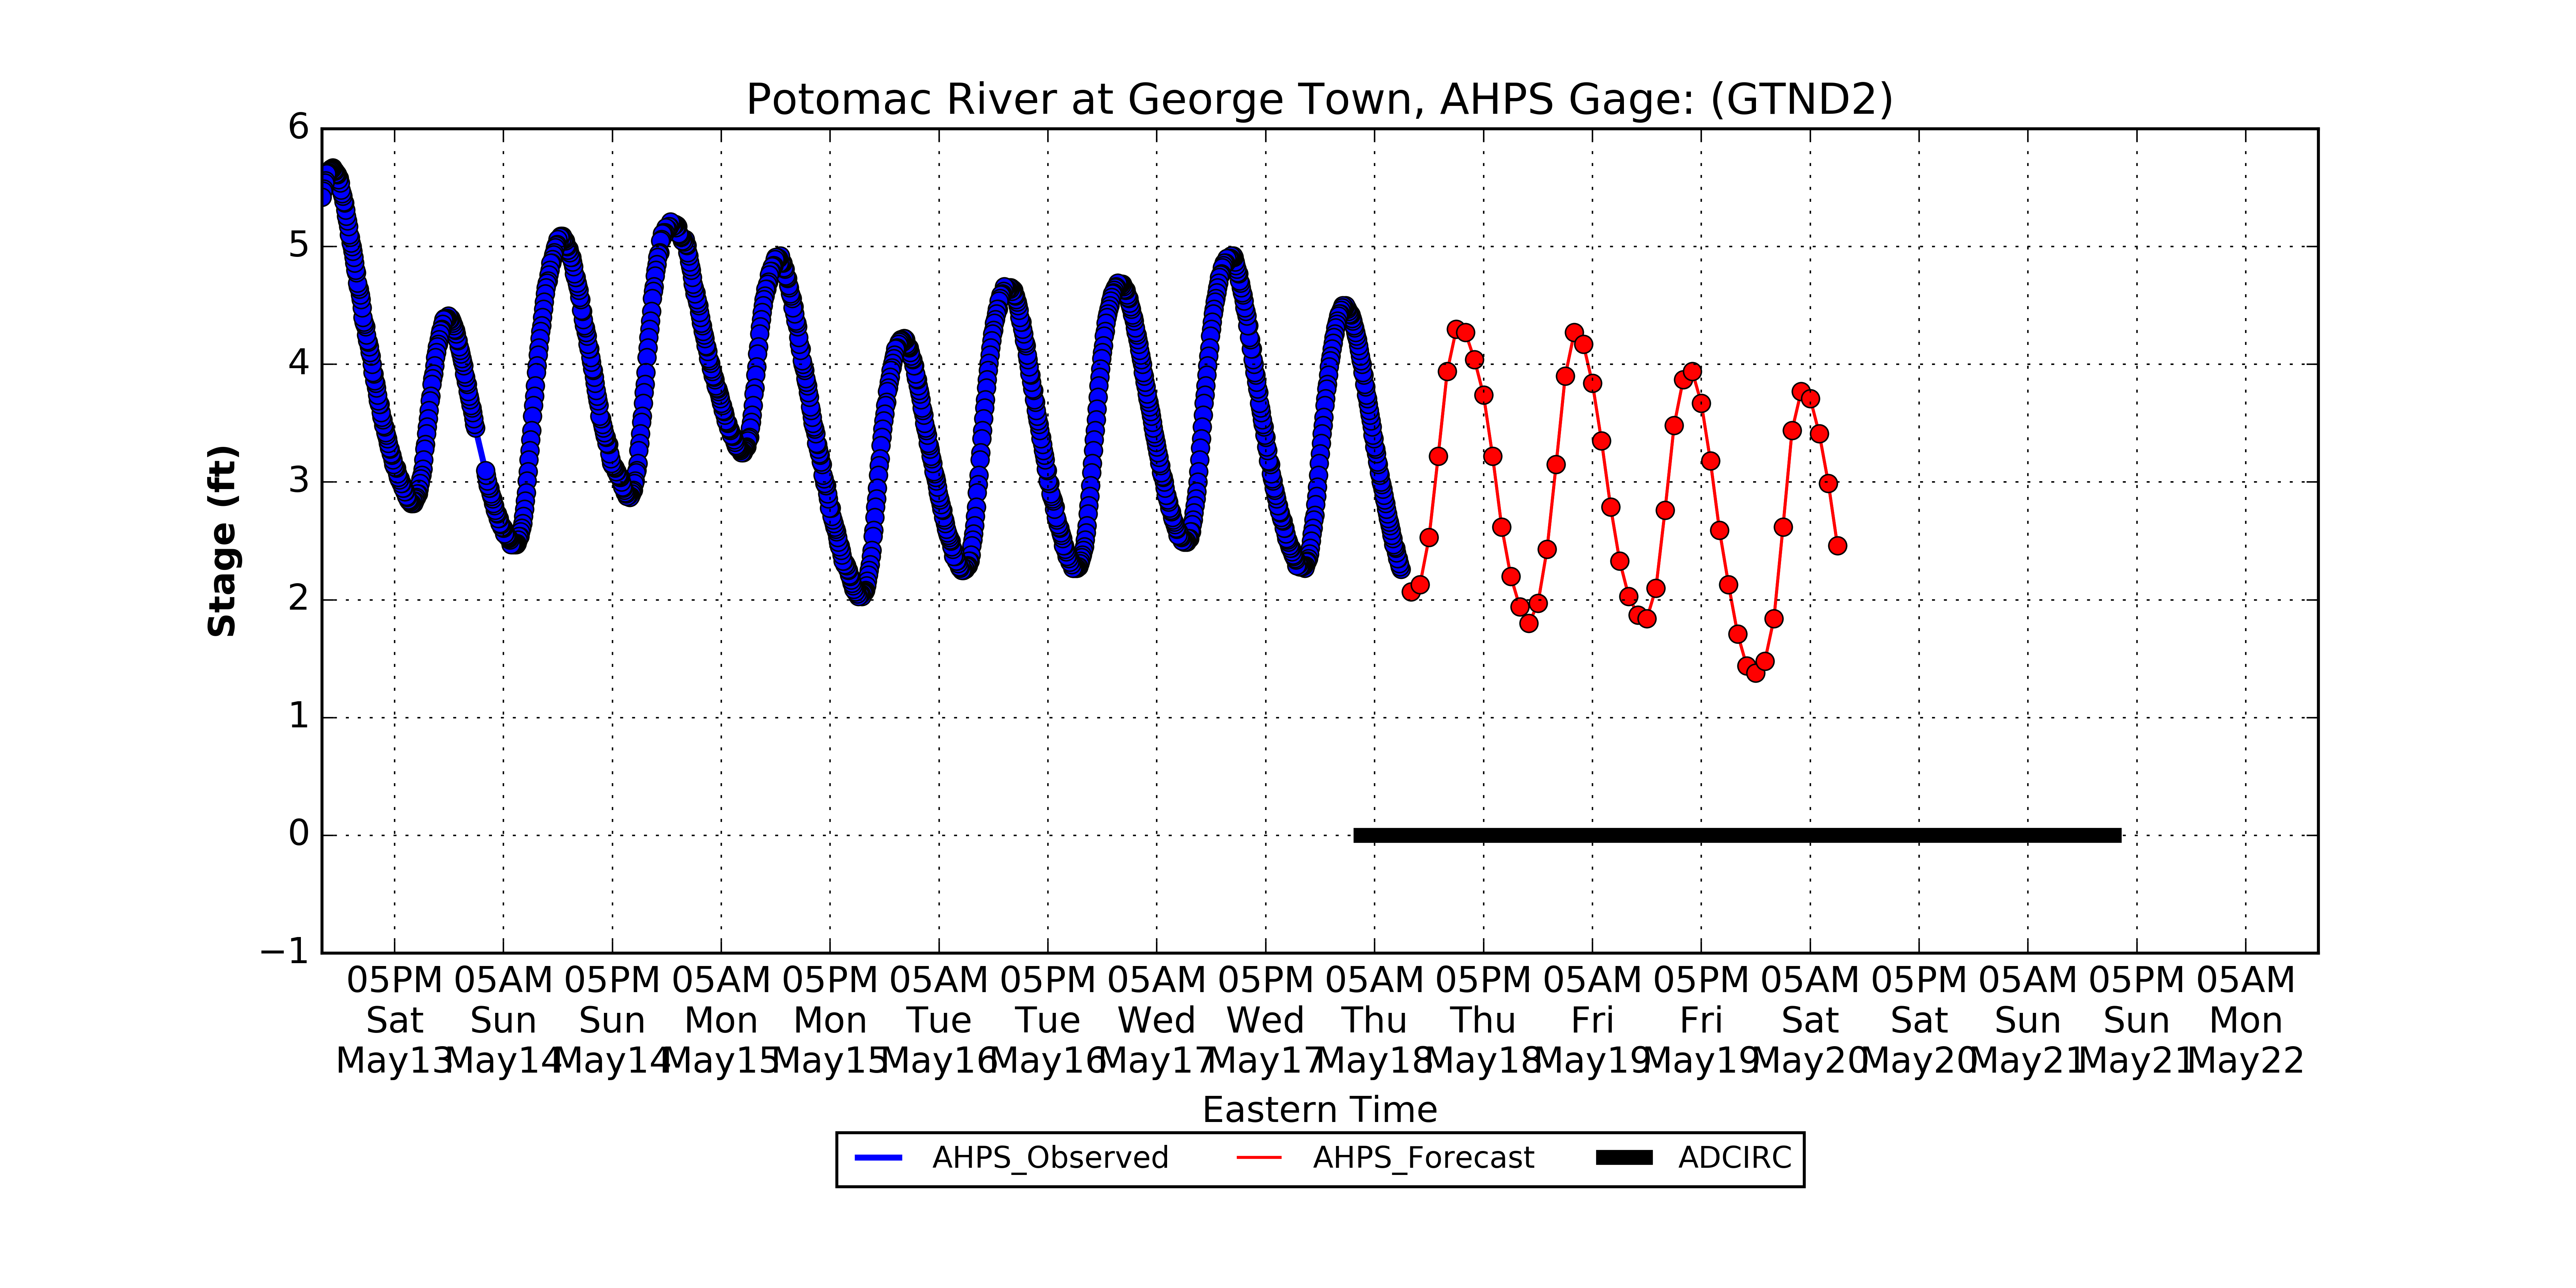 Potomac River at George Town, AHPS Gage: (GTND2)
6
5
4
3
2
1
0
−1
Stage (ft)
05PM 05AM 05PM 05AM 05PM 05AM 05PM 05AM 05PM 05AM 05PM 05AM 05PM 05AM 05PM 05AM 05PM 05AM
Sat Sun Sun Mon Mon Tue Tue Wed Wed Thu Thu Fri Fri Sat Sat Sun Sun Mon
May13 May14 May14 May15 May15 May16 May16 May17 May17 May18 May18 May19 May19 May20 May20 May21 May21 May22
Eastern Time
AHPS_Observed AHPS_Forecast ADCIRC